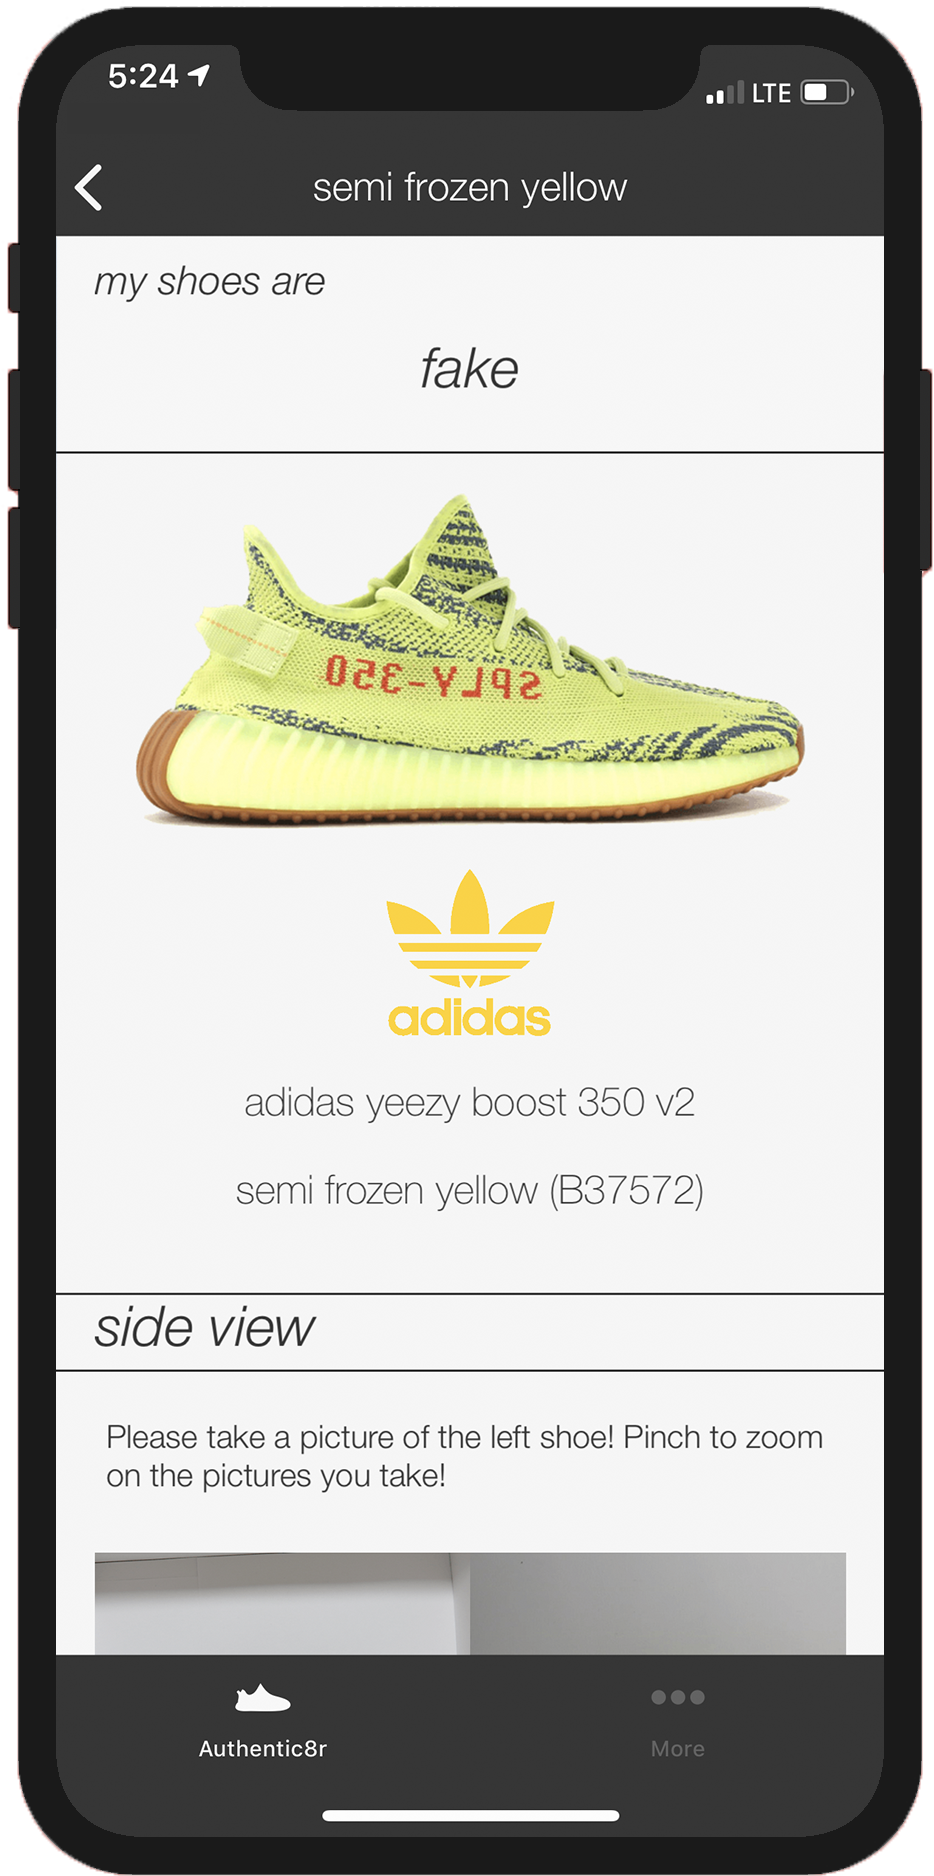 5:24
LTE
semi frozen yellow
my shoes are
fake
SPLY-350
adidas
adidas yeezy boost 350 v2
semi frozen yellow (B37572)
side view
Please take a picture of the left shoe! Pinch to zoom
on the pictures you take!
Authentic8r
More